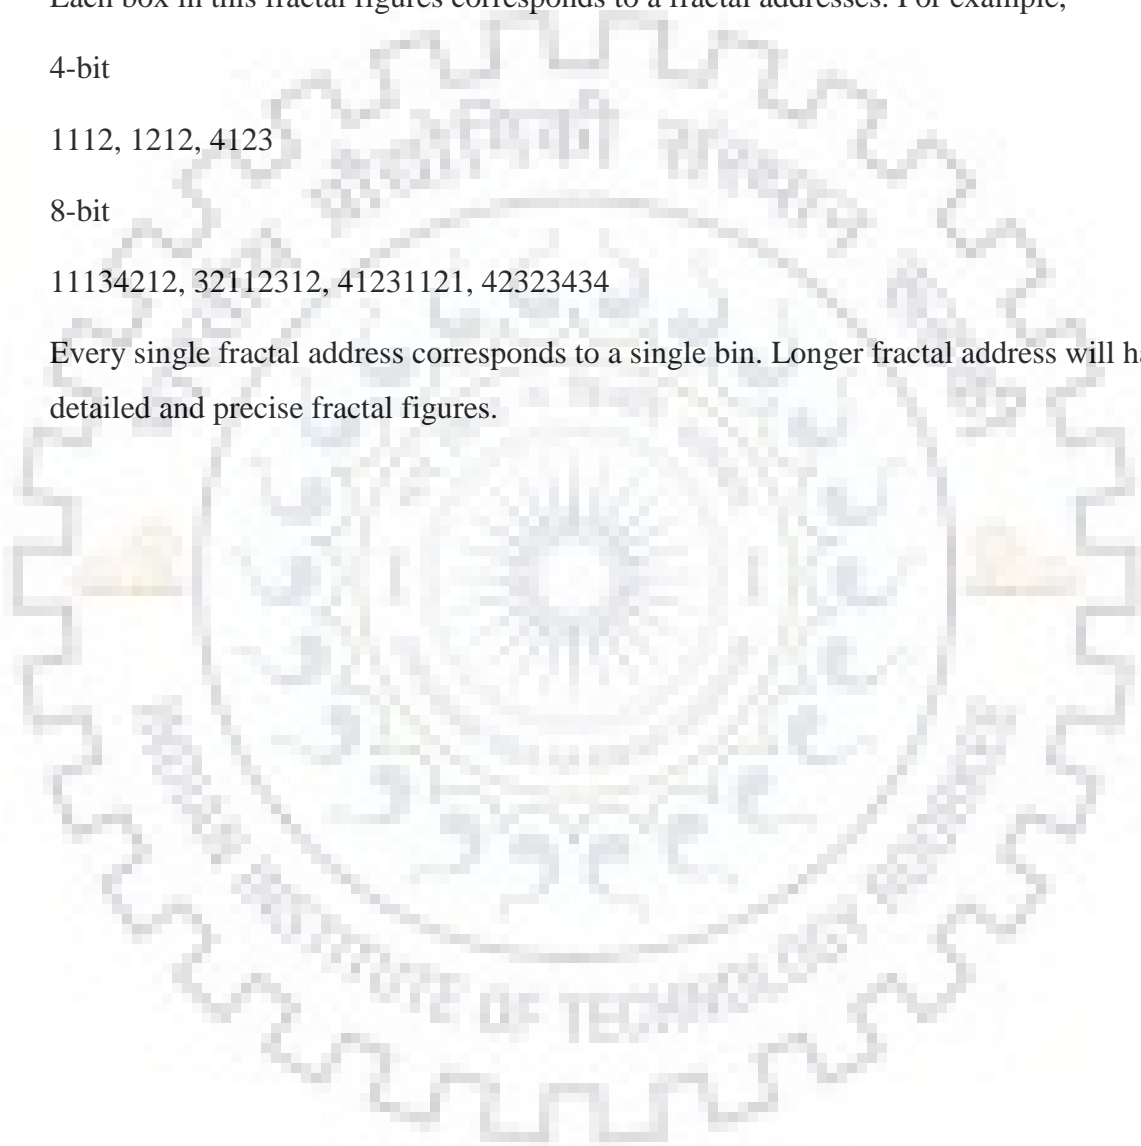 Each box in this fractal figures corresponds to a fractal addresses. For example,
4-bit
1112, 1212, 4123
8-bit
11134212, 32112312, 41231121, 42323434
Every single fractal address corresponds to a single bin. Longer fractal address will
detailed and precise fractal figures.
OF TECHNOLOGY